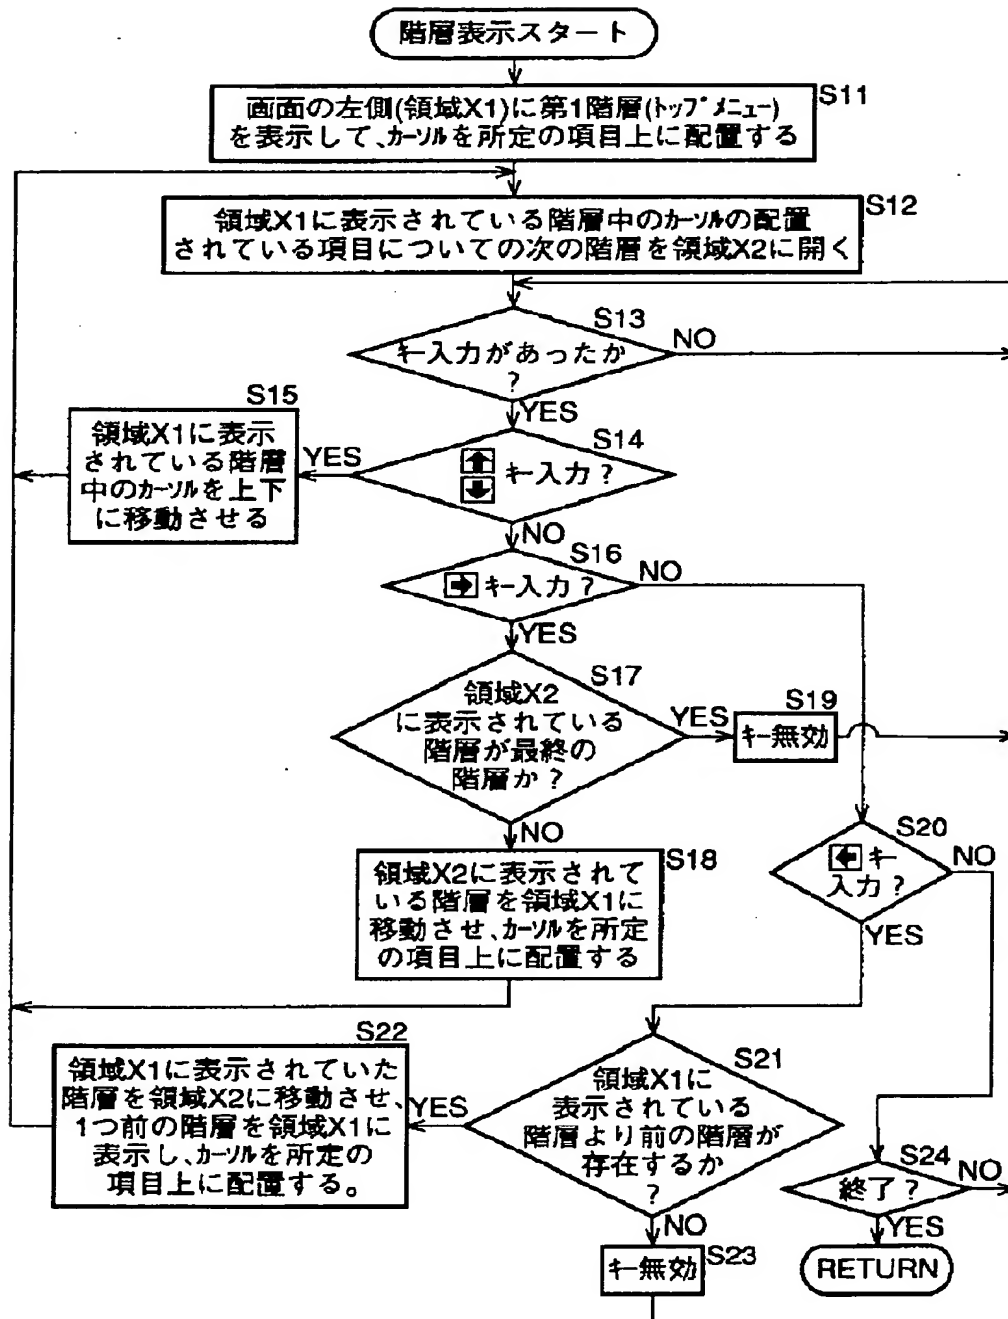 階層表示スタート
S11
画面の左側(領域X1)に第1階層(トップメニュー)
を表示して、カーソルを所定の項目上に配置する
S12
領域X1に表示されている階層中のカーソルの配置
されている項目についての次の階層を領域X2に開く
S13
キー入力があったか
?
NO
YES
S15
領域X1に表示
されている階層
中のカーソルを上下
に移動させる
YES
S14
↑
↓
キー入力?
NO
S16
→キー入力?
NO
YES
S17
領域X2
に表示されている
階層が最終の
階層か?
YES
S19
キー無効
NO
S18
領域X2に表示されて
いる階層を領域X1に
移動させ、カーソルを所定
の項目上に配置する
S20
←キー
入力?
NO
YES
S22
領域X1に表示されていた
階層を領域X2に移動させ、
1つ前の階層を領域X1に
表示し、カーソルを所定の
項目上に配置する。
YES
S21
領域X1に
表示されている
階層より前の階層が
存在するか
?
NO
S23
キー無効
S24
終了?
NO
YES
RETURN